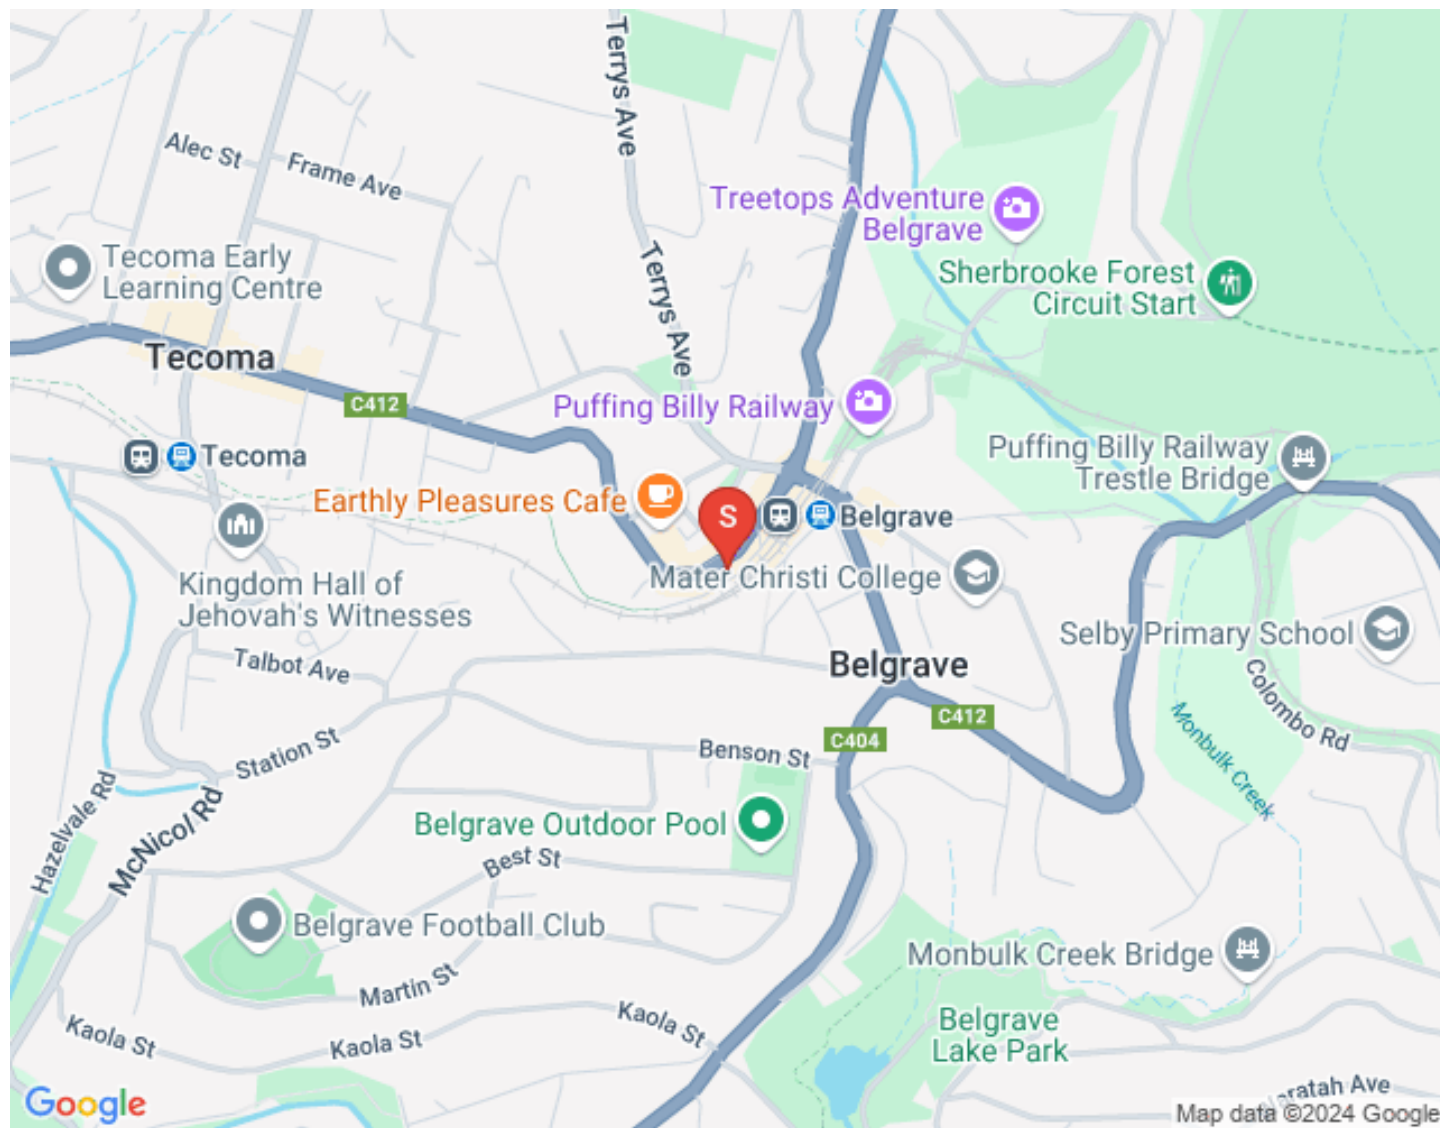 Terrys Ave
Alec St
Frame Ave
Treetops Adventure
Belgrave
Tecoma Early
Learning Centre
Terrys Ave
Sherbrooke Forest
Circuit Start
Tecoma
C412
Puffing Billy Railway
Tecoma
Puffing Billy Railway
Trestle Bridge
Earthly Pleasures Cafe
S
Belgrave
Kingdom Hall of
Jehovah's Witnesses
Mater Christi College
Selby Primary School
Talbot Ave
Belgrave
Colombo Rd
C412
C404
Station St
Benson St
Monbulk Creek
Hazelvale Rd
McNicol Rd
Belgrave Outdoor Pool
Best St
Belgrave Football Club
Monbulk Creek Bridge
Martin St
Kaola St
Kaola St
Kaola St
Belgrave
Lake Park
aratah Ave
Google
Map data ©2024 Google